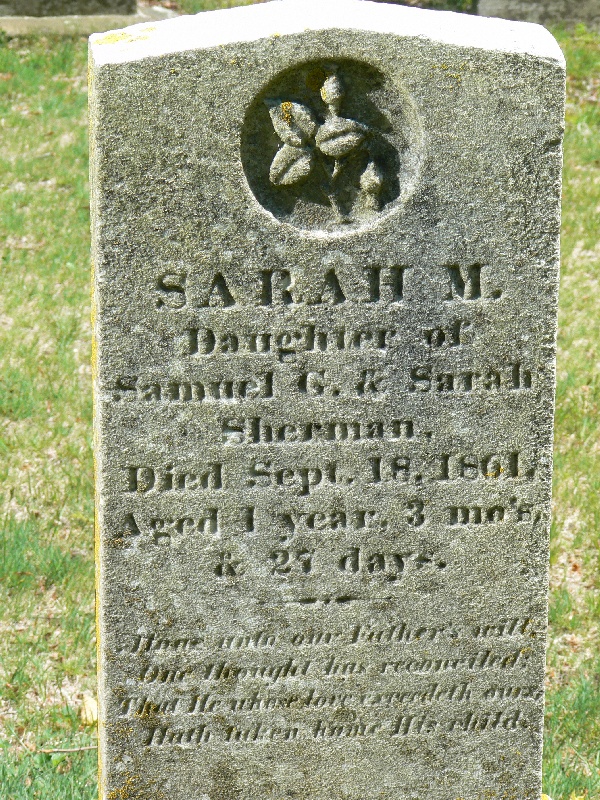 SARAH M.
Daughter of
Samuel G. & Sarah
Sherman.
Died Sept. 18, 1861.
Aged 1 year, 3 mo's,
& 27 days.
unto our Father's will,
One thought has reconciled;
That He whose love exceedeth ours,
Hath taken home His child.